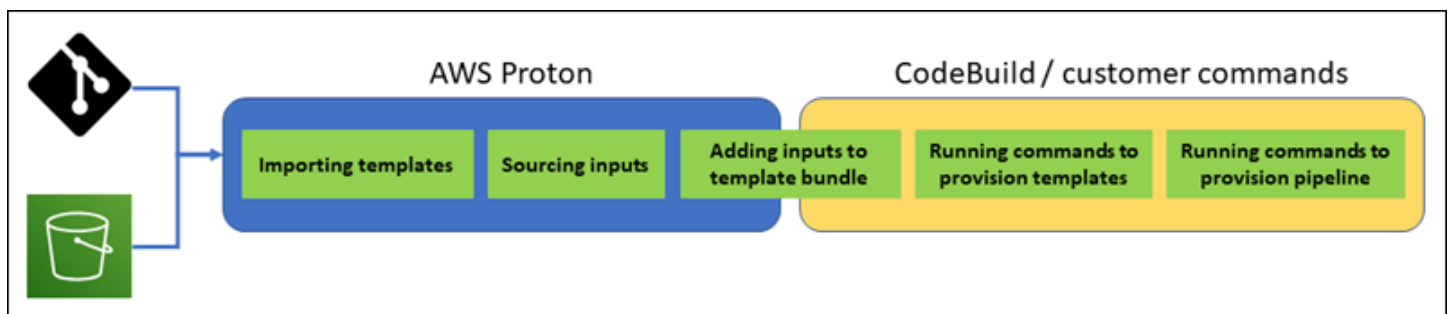 AWS Proton
CodeBuild / customer commands
Importing templates
Sourcing inputs
Adding inputs to
template bundle
Running commands to
provision templates
Running commands to
provision pipeline